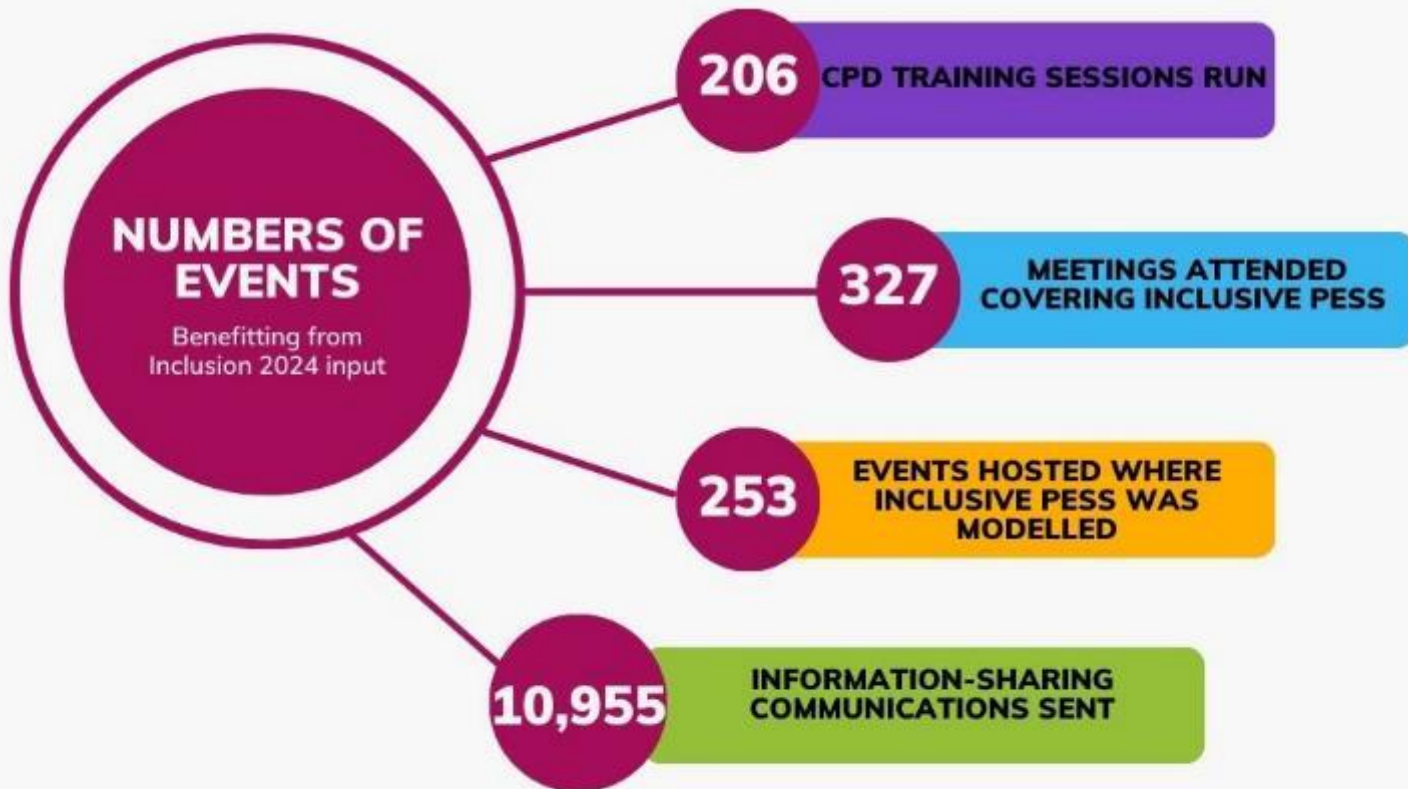 NUMBERS OF
EVENTS
Benefitting from
Inclusion 2024 input
206
CPD TRAINING SESSIONS RUN
327
MEETINGS ATTENDED
COVERING INCLUSIVE PESS
253
EVENTS HOSTED WHERE
INCLUSIVE PESS WAS
MODELLED
10,955
INFORMATION-SHARING
COMMUNICATIONS SENT